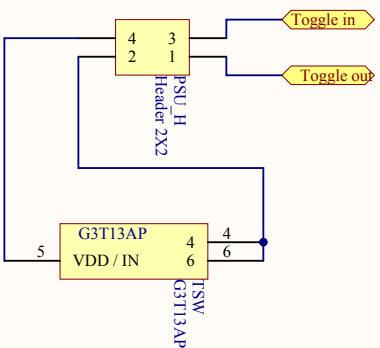 Toggle in
4 3
2 1
Toggle out
PSU_H
Header 2X2
G3T13AP
4 4
5 VDD / IN 6 6
TSW
G3T13AP